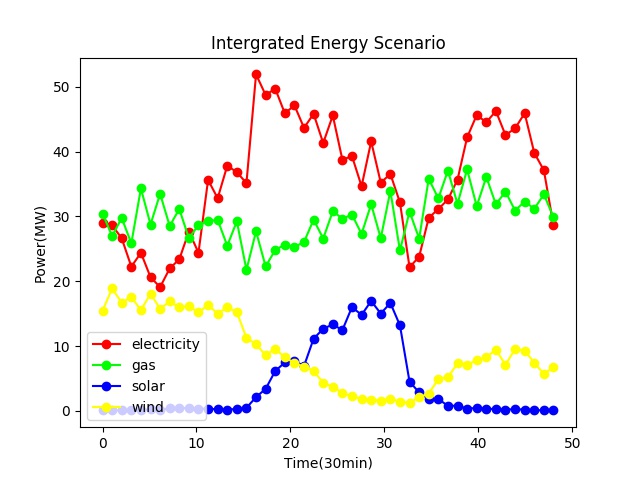 Intergrated Energy Scenario
Power(MW)
50
40
30
20
10
0
electricity
gas
solar
wind
0 10 20 30 40 50
Time(30min)